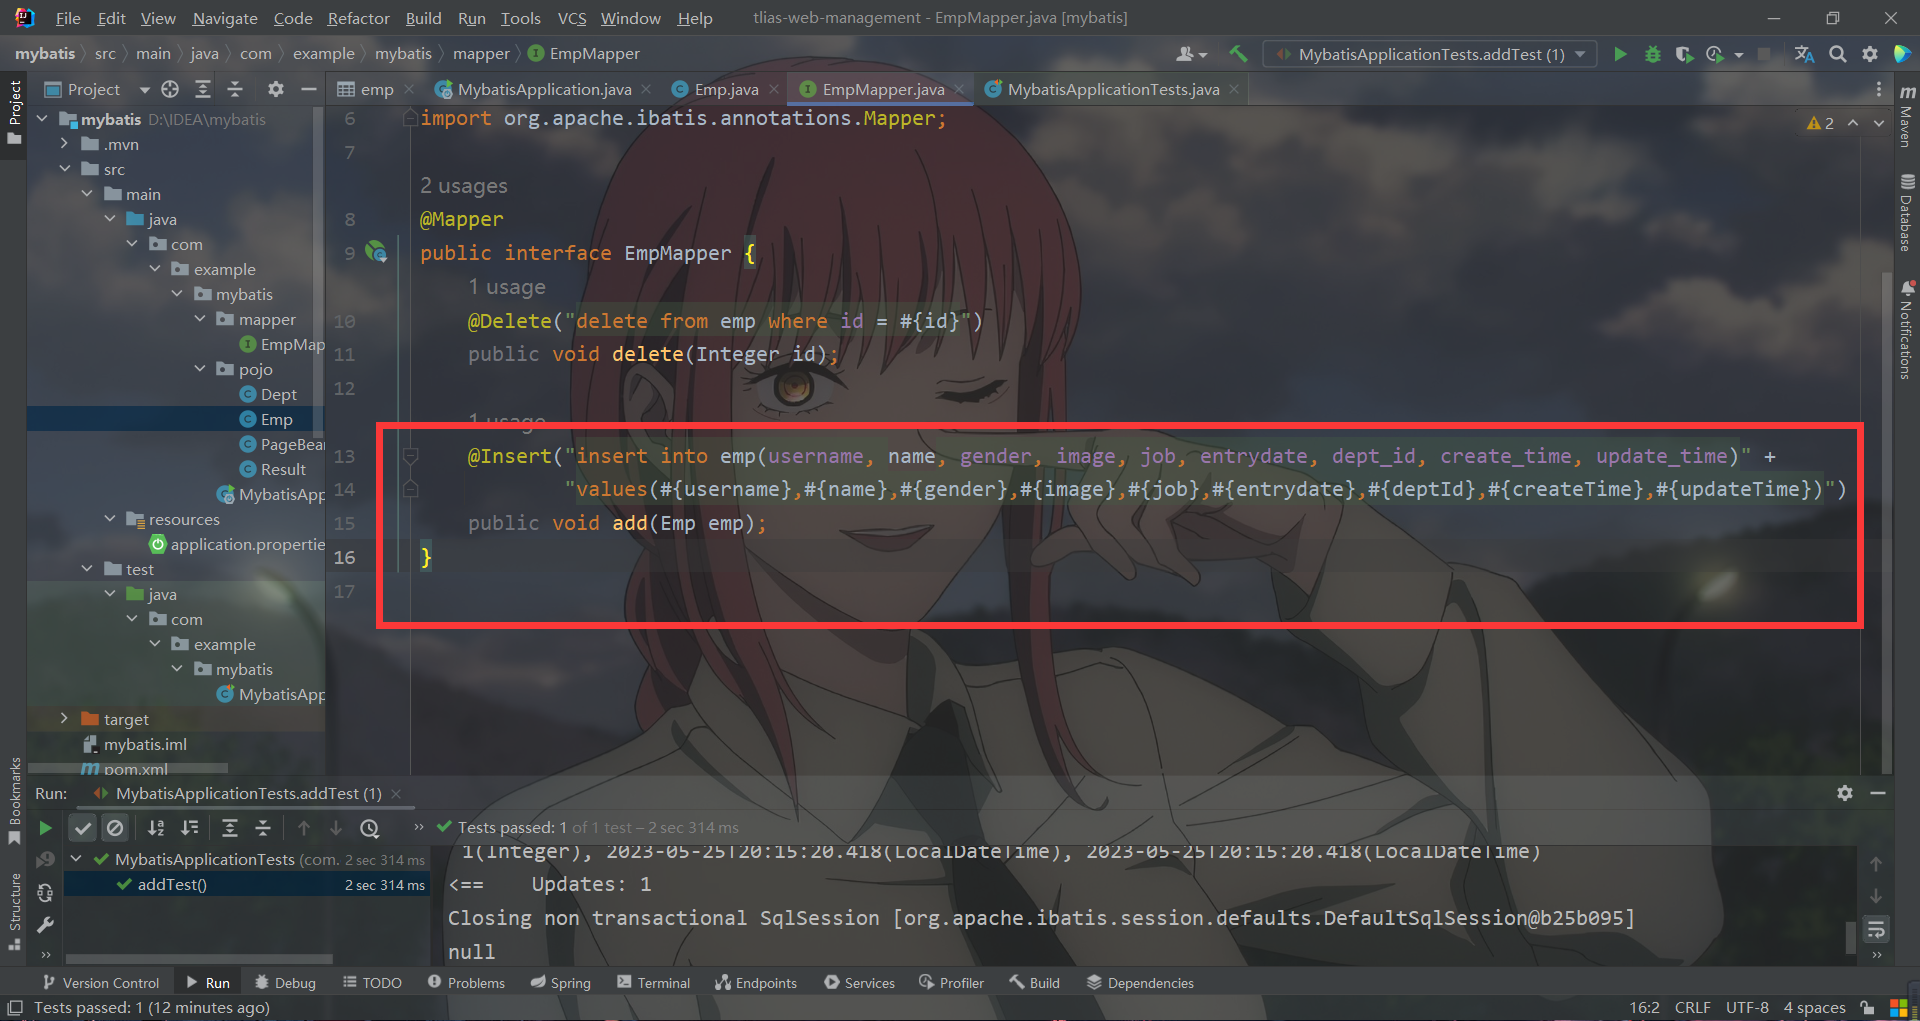 File Edit View Navigate Code Refactor Build Run Tools VCS Window Help tlias-web-management - EmpMapper.java [mybatis]
mybatis src main java com example mybatis mapper EmpMapper
MybatisApplicationTests.addTest (1)
Project
emp MybatisApplication.java Emp.java EmpMapper.java MybatisApplicationTests.java
Project
mybatis D:\IDEA\mybatis
.mvn
src
main
java
com
example
mybatis
mapper
EmpMap
pojo
Dept
Emp
PageBea
Result
MybatisApp
resources
application.propertie
test
java
com
example
mybatis
MybatisApp
target
mybatis.iml
pom.xml
6 import org.apache.ibatis.annotations.Mapper;
7
2 usages
8 @Mapper
9 public interface EmpMapper {
1 usage
10 @Delete("delete from emp where id = #{id}")
11 public void delete(Integer id);
12
1 usage
13 @Insert("insert into emp(username, name, gender, image, job, entrydate, dept_id, create_time, update_time)" +
14 "values(#{username},#{name},#{gender},#{image},#{job},#{entrydate},#{deptId},#{createTime},#{updateTime})")
15 public void add(Emp emp);
16 }
17
2
Maven
Database
Notifications
Bookmarks
Structure
Run: MybatisApplicationTests.addTest (1)
Tests passed: 1 of 1 test – 2 sec 314 ms
MybatisApplicationTests (com. 2 sec 314 ms
addTest() 2 sec 314 ms
1(Integer), 2023-05-25T20:15:20.418(LocalDateTime), 2023-05-25T20:15:20.418(LocalDateTime)
<== Updates: 1
Closing non transactional SqlSession [org.apache.ibatis.session.defaults.DefaultSqlSession@b25b095]
null
Version Control Run Debug TODO Problems Spring Terminal Endpoints Services Profiler Build Dependencies
Tests passed: 1 (12 minutes ago) 16:2 CRLF UTF-8 4 spaces